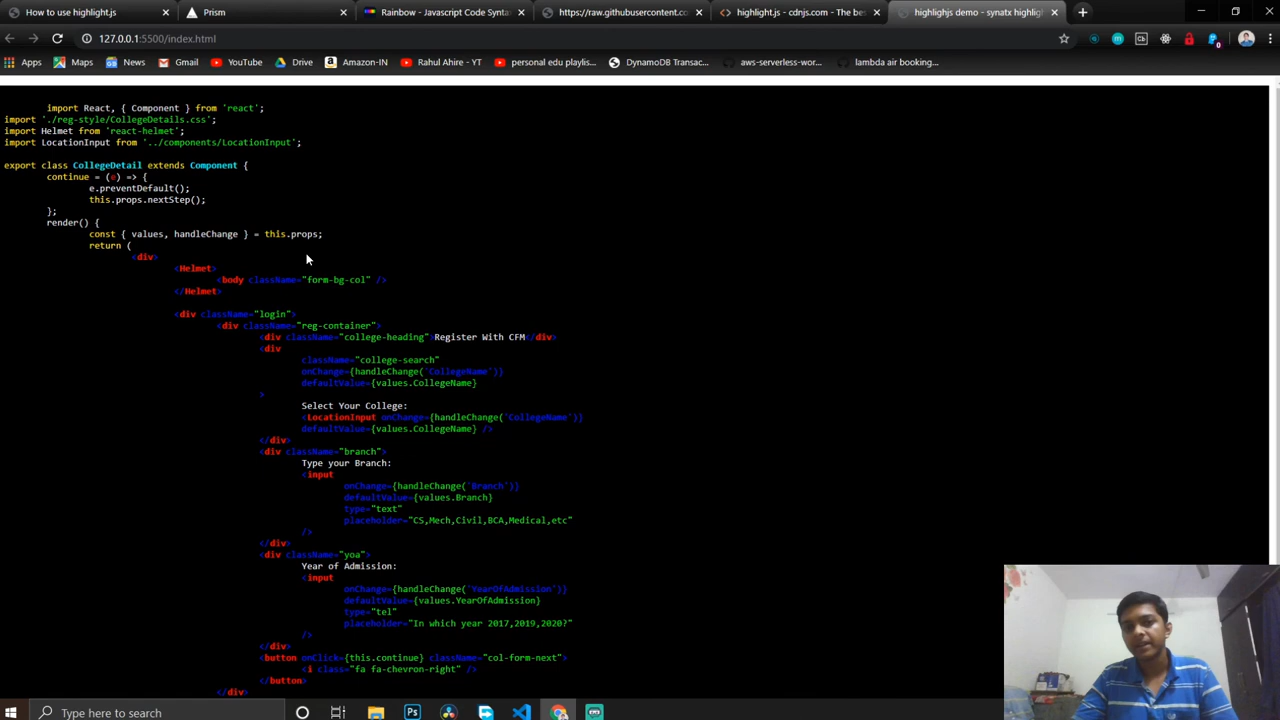 How to use highlight.js
Prism
Rainbow - Javascript Code Synta
https://raw.githubusercontent.co
highlight.js - cdnjs.com - The bes
highlighjs demo - synatx highligh
127.0.0.1:5500/index.html
Apps
Maps
News
Gmail
YouTube
Drive
Amazon-IN
Rahul Ahire - YT
personal edu playlis...
DynamoDB Transac...
aws-serverless-wor...
lambda air booking...
import React, { Component } from 'react';
import './reg-style/CollegeDetails.css';
import Helmet from 'react-helmet';
import LocationInput from '../components/LocationInput';
export class CollegeDetail extends Component {
continue = (e) => {
e.preventDefault();
this.props.nextStep();
};
render() {
const { values, handleChange } = this.props;
return (
<div>
<Helmet>
<body className="form-bg-col" />
</Helmet>
<div className="login">
<div className="reg-container">
<div className="college-heading">Register With CFM</div>
<div
className="college-search"
onChange={handleChange('CollegeName')}
defaultValue={values.CollegeName}
>
Select Your College:
<LocationInput onChange={handleChange('CollegeName')}
defaultValue={values.CollegeName} />
</div>
<div className="branch">
Type your Branch:
<input
onChange={handleChange('Branch')}
defaultValue={values.Branch}
type="text"
placeholder="CS,Mech,Civil,BCA,Medical,etc"
/>
</div>
<div className="yoa">
Year of Admission:
<input
onChange={handleChange('YearOfAdmission')}
defaultValue={values.YearOfAdmission}
type="tel"
placeholder="In which year 2017,2019,2020?"
/>
</div>
<button onClick={this.continue} className="col-form-next">
<i class="fa fa-chevron-right" />
</button>
</div>
Type here to search